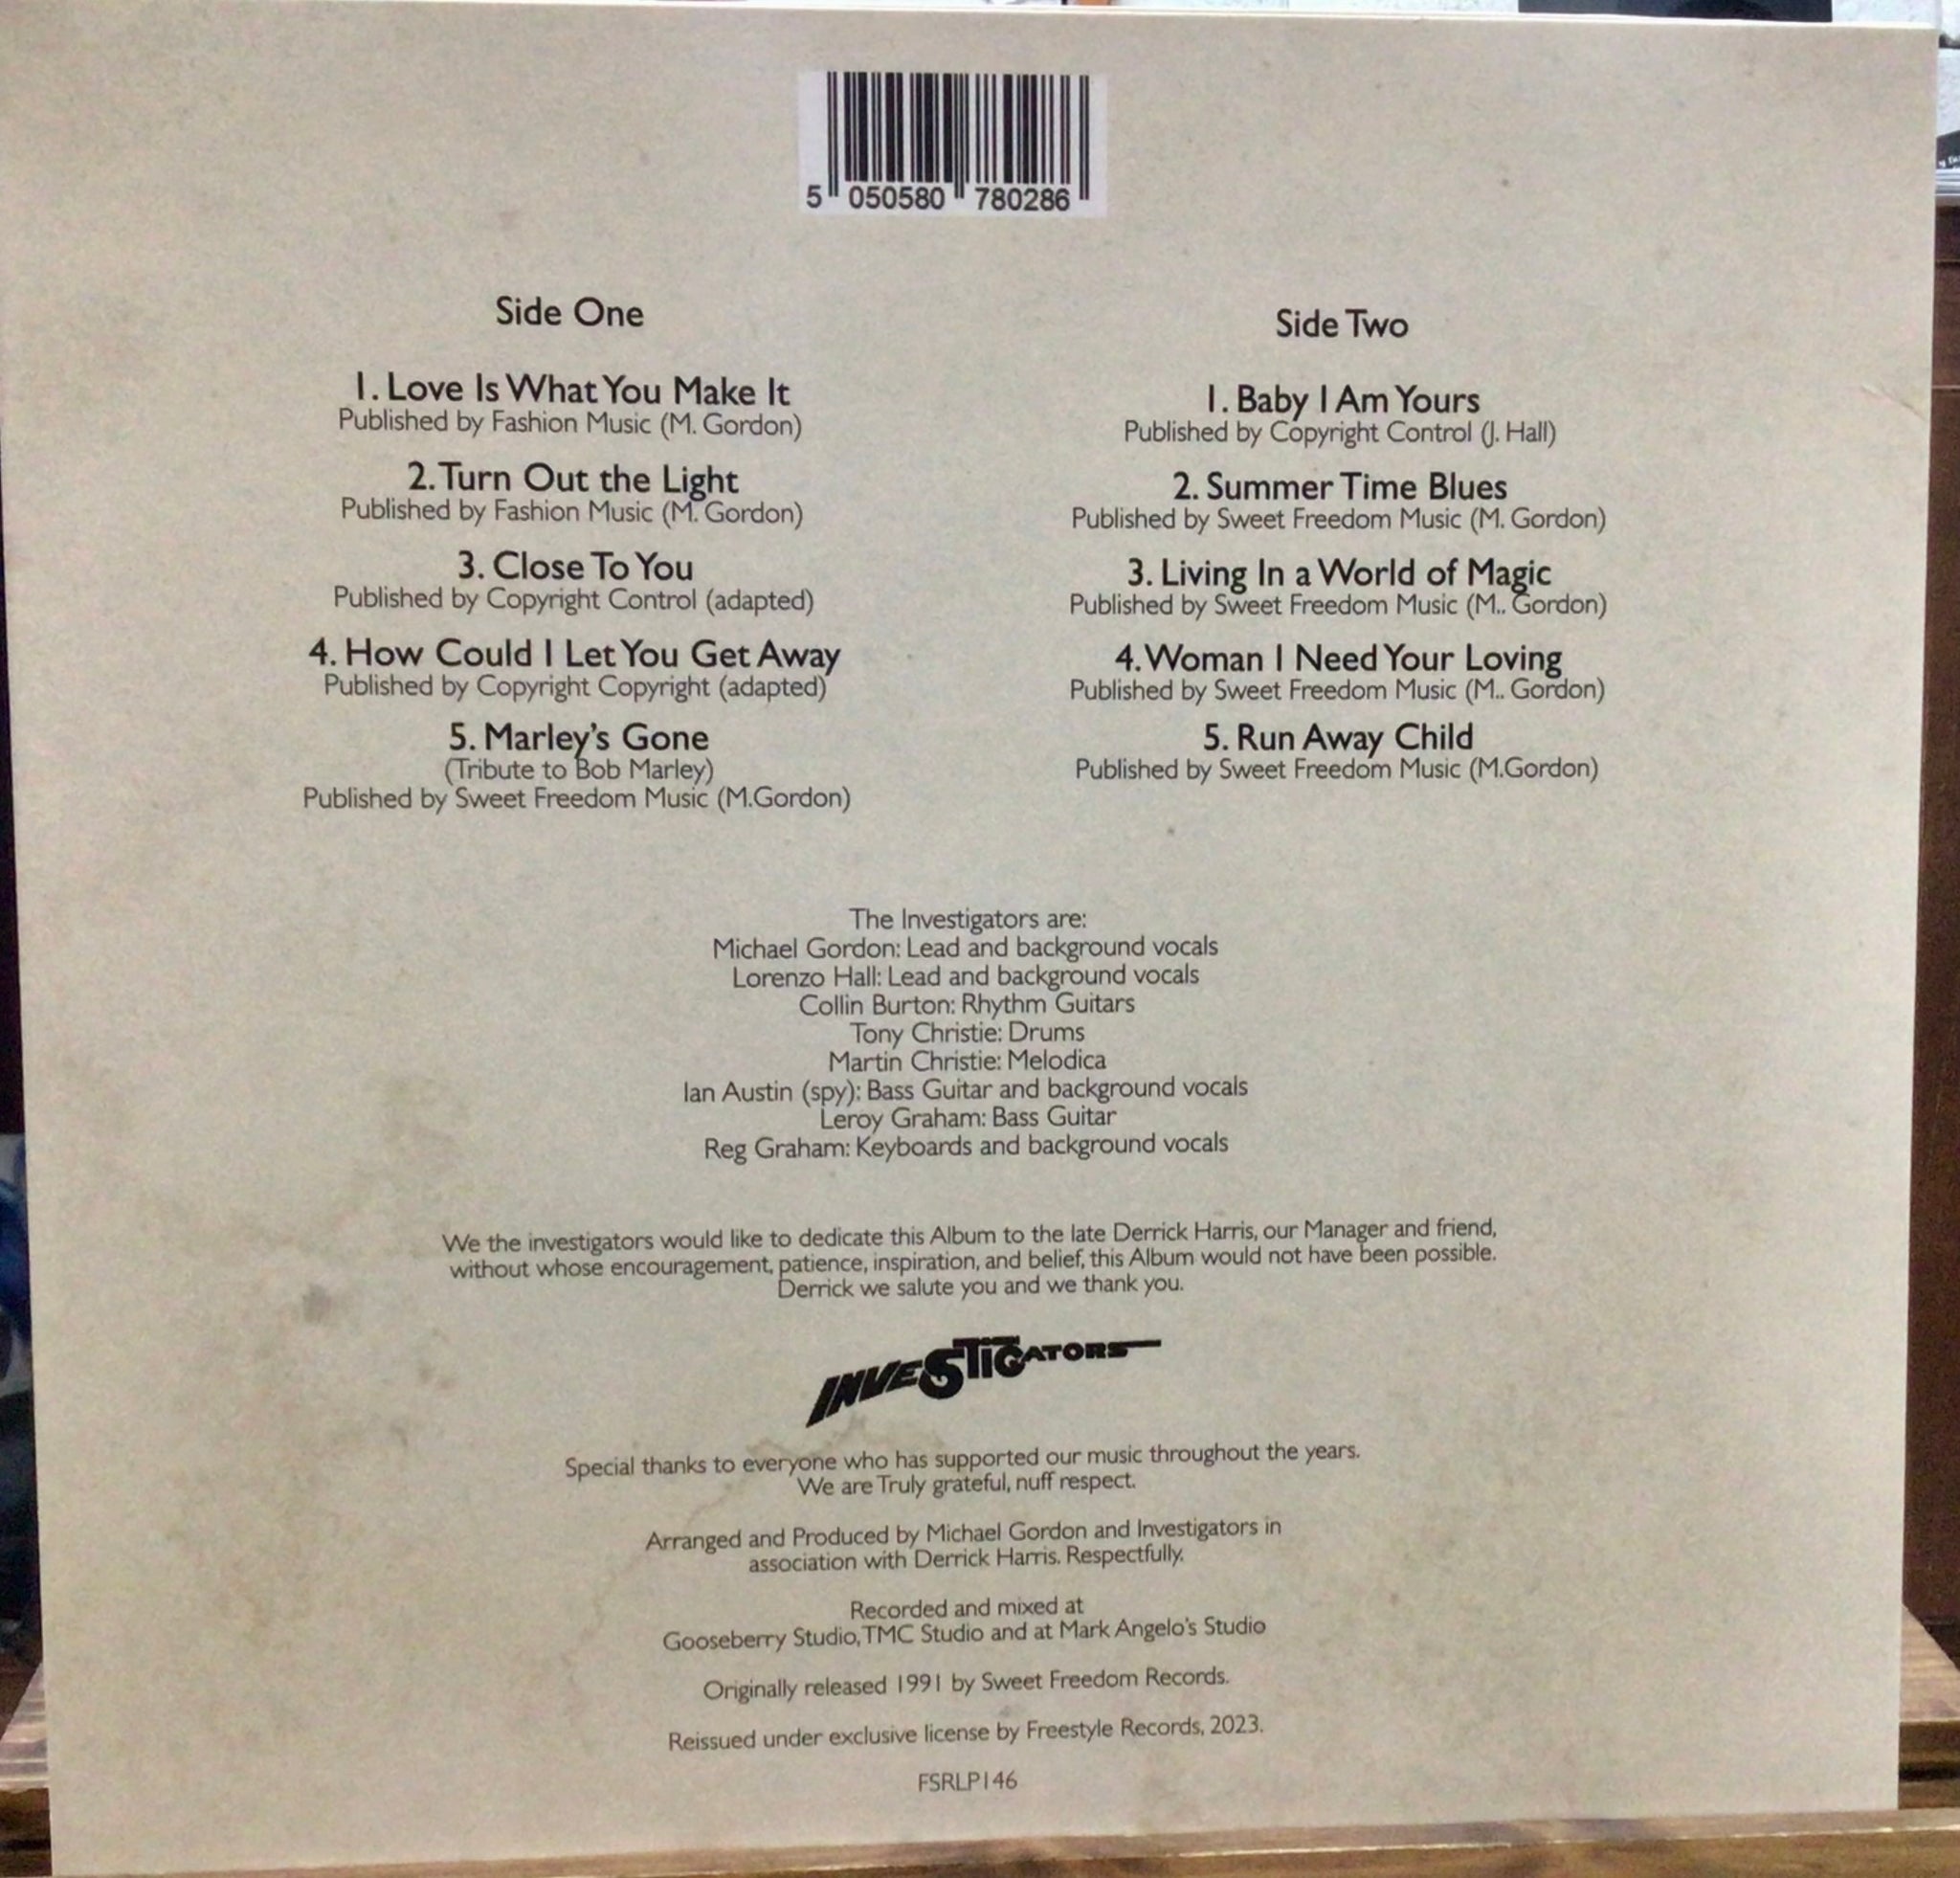 5 050580 780286
Side One
1. Love Is What You Make It
Published by Fashion Music (M. Gordon)
2. Turn Out the Light
Published by Fashion Music (M. Gordon)
3. Close To You
Published by Copyright Control (adapted)
4. How Could I Let You Get Away
Published by Copyright Copyright (adapted)
5. Marley's Gone
(Tribute to Bob Marley)
Published by Sweet Freedom Music (M.Gordon)
Side Two
1. Baby I Am Yours
Published by Copyright Control (J. Hall)
2. Summer Time Blues
Published by Sweet Freedom Music (M. Gordon)
3. Living In a World of Magic
Published by Sweet Freedom Music (M.. Gordon)
4. Woman I Need Your Loving
Published by Sweet Freedom Music (M.. Gordon)
5. Run Away Child
Published by Sweet Freedom Music (M.Gordon)
The Investigators are:
Michael Gordon: Lead and background vocals
Lorenzo Hall: Lead and background vocals
Collin Burton: Rhythm Guitars
Tony Christie: Drums
Martin Christie: Melodica
Ian Austin (spy): Bass Guitar and background vocals
Leroy Graham: Bass Guitar
Reg Graham: Keyboards and background vocals
We the investigators would like to dedicate this Album to the late Derrick Harris, our Manager and friend,
without whose encouragement, patience, inspiration, and belief, this Album would not have been possible.
Derrick we salute you and we thank you.
INVESTIGATORS
Special thanks to everyone who has supported our music throughout the years.
We are Truly grateful, nuff respect.
Arranged and Produced by Michael Gordon and Investigators in
association with Derrick Harris. Respectfully.
Recorded and mixed at
Gooseberry Studio, TMC Studio and at Mark Angelo's Studio
Originally released 1991 by Sweet Freedom Records.
Reissued under exclusive license by Freestyle Records, 2023.
FSRLP146